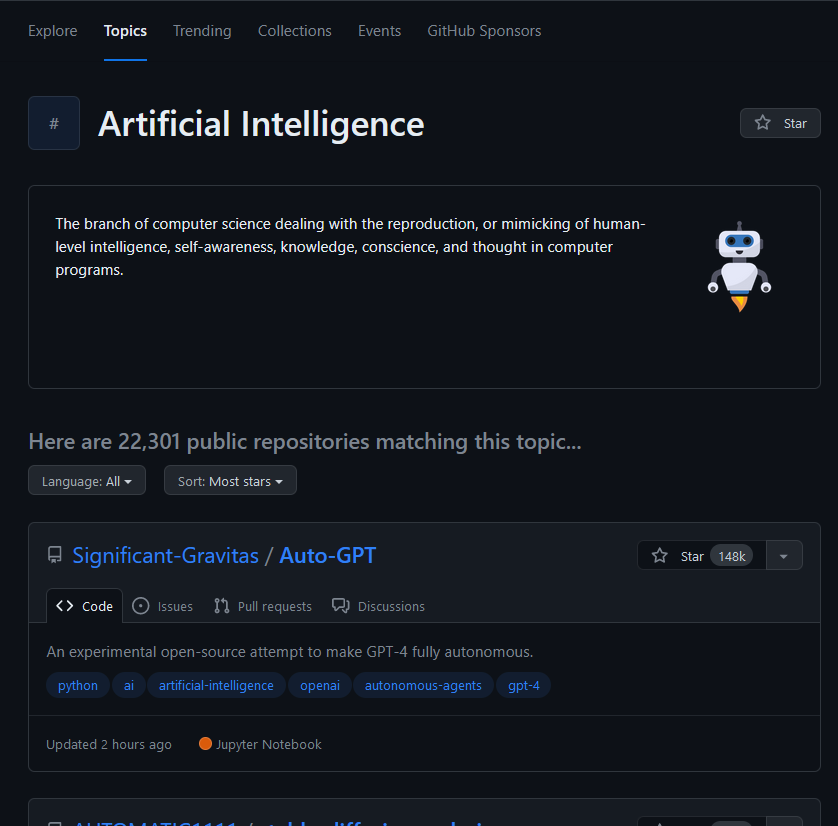 Explore Topics Trending Collections Events GitHub Sponsors
# Artificial Intelligence Star
The branch of computer science dealing with the reproduction, or mimicking of human-
level intelligence, self-awareness, knowledge, conscience, and thought in computer
programs.
Here are 22,301 public repositories matching this topic...
Language: All Sort: Most stars
Significant-Gravitas / Auto-GPT Star 148k
Code Issues Pull requests Discussions
An experimental open-source attempt to make GPT-4 fully autonomous.
python ai artificial-intelligence openai autonomous-agents gpt-4
Updated 2 hours ago Jupyter Notebook